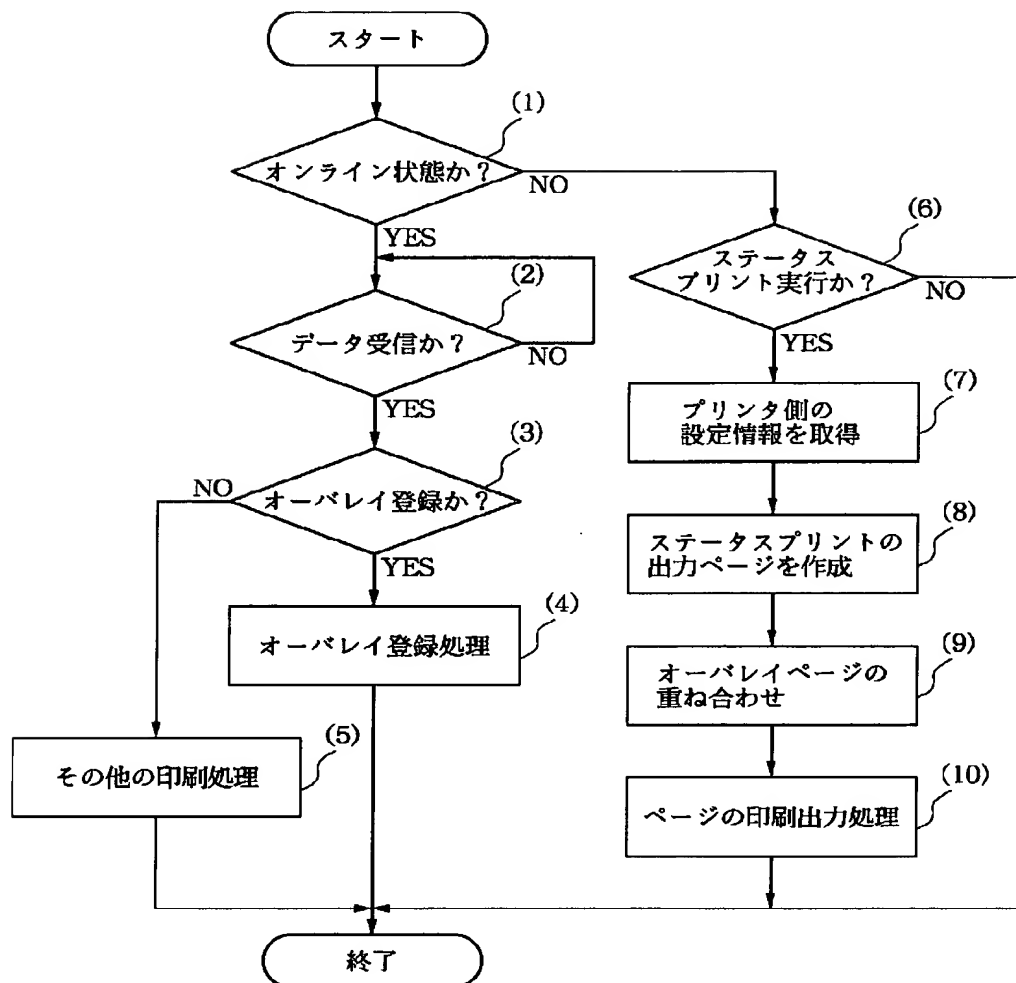 スタート
(1)
オンライン状態か？
NO
YES
(6)
ステータス
プリント実行か？
NO
YES
(2)
データ受信か？
NO
YES
(7)
プリンタ側の
設定情報を取得
(3)
オーバレイ登録か？
NO
YES
(8)
ステータスプリントの
出力ページを作成
(4)
オーバレイ登録処理
(9)
オーバレイページの
重ね合わせ
(5)
その他の印刷処理
(10)
ページの印刷出力処理
終了